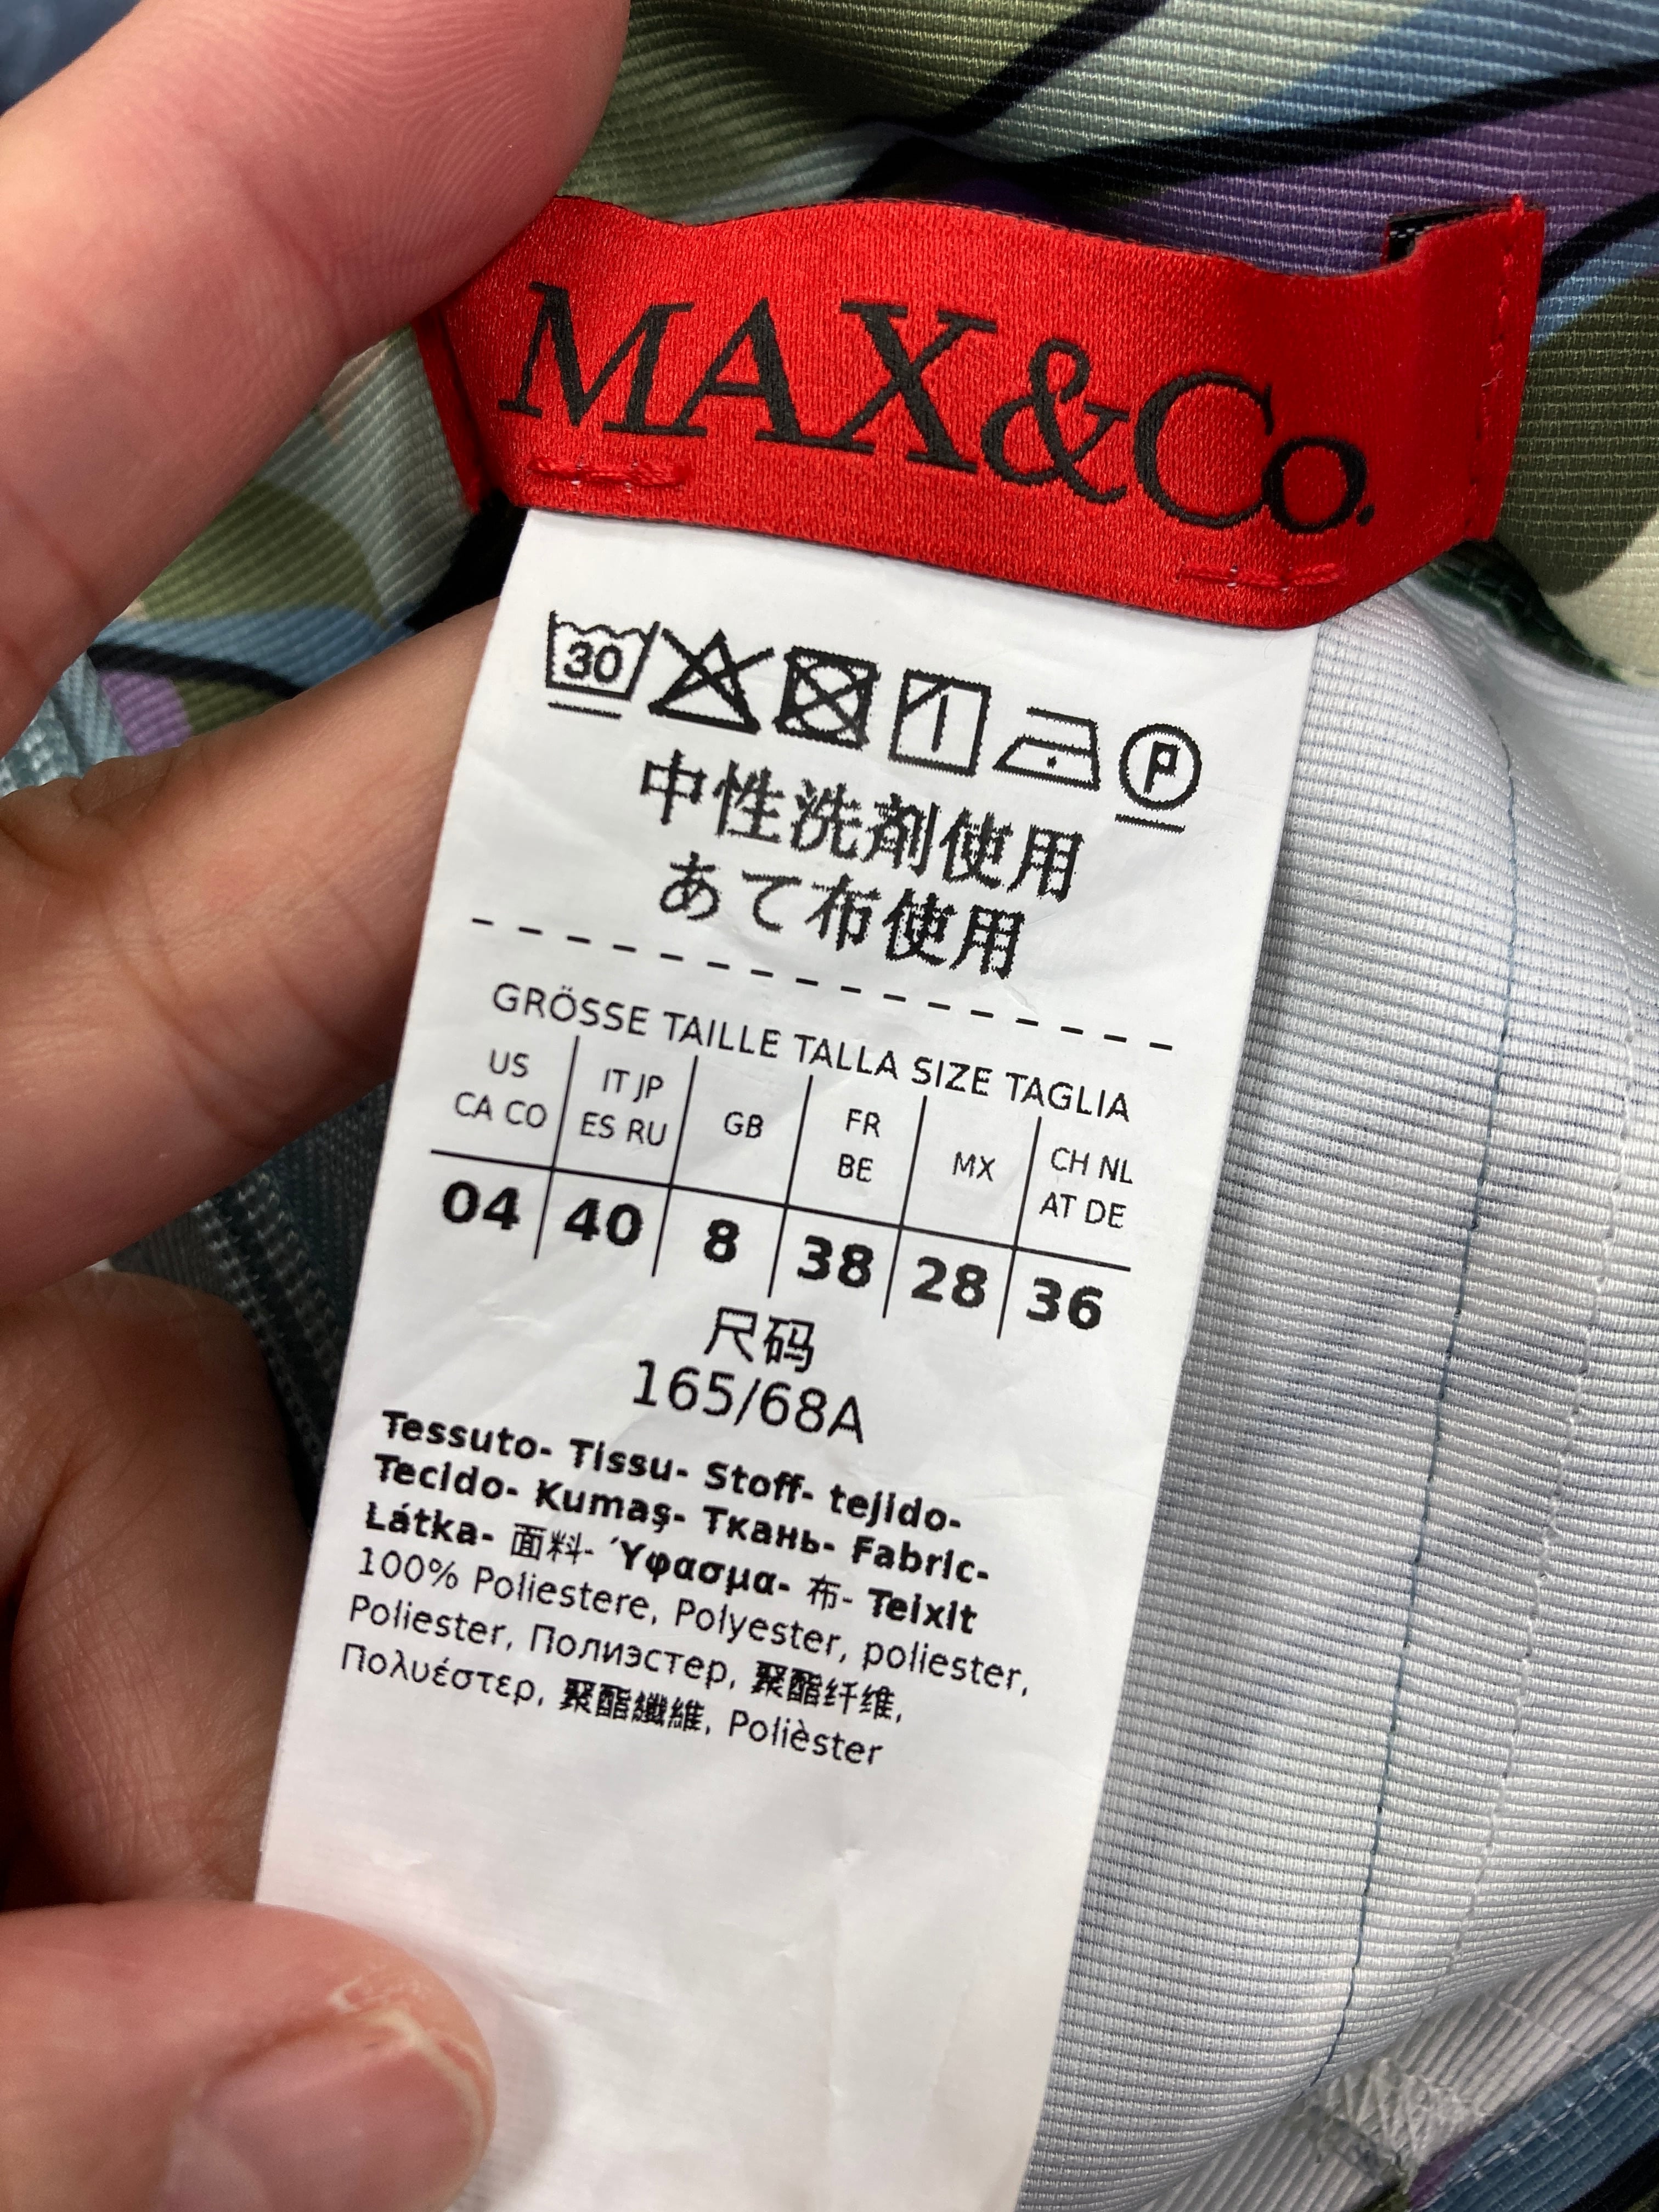 MAX&Co.
30 P
中性洗剤使用
あて布使用
GRÖSSE TAILLE TALLA SIZE TAGLIA
US IT JP GB FR MX CH NL
CA CO ES RU BE AT DE
04 40 8 38 28 36
尺码
165/68A
Tessuto- Tissu- Stoff- tejido-
Tecido- Kumaş- Ткань- Fabric-
Látka- 面料- Ύφασμα- 布- Teixit
100% Poliestere, Polyester, poliester,
Poliester, Полиэстер, 聚酯纤维,
Πολυέστερ, 聚酯纖維, Polièster